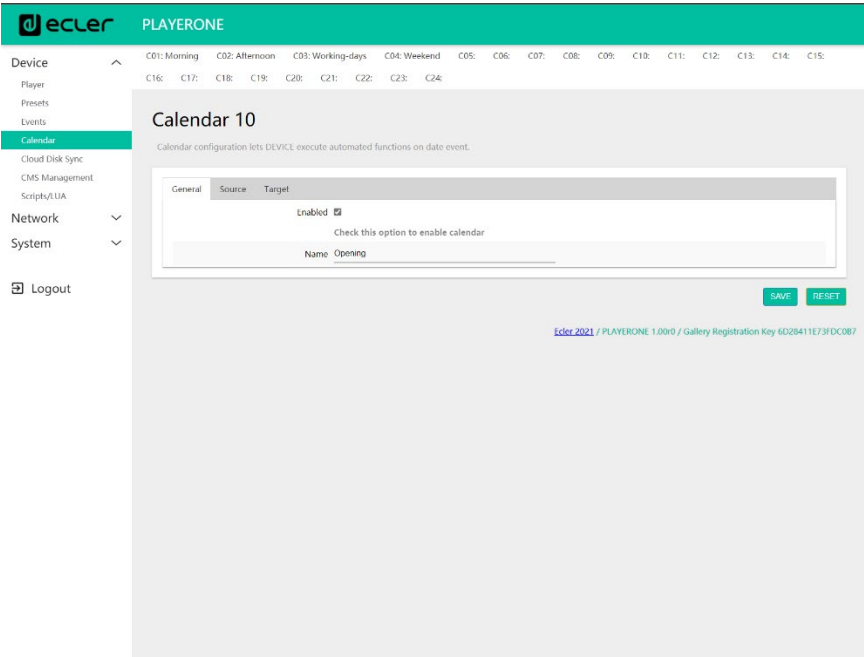 ecler
PLAYERONE
Device
Player
Presets
Events
Calendar
Cloud Disk Sync
CMS Management
Scripts/LUA
Network
System
Logout
C01: Morning C02: Afternoon C03: Working-days C04: Weekend C05: C06: C07: C08: C09: C10: C11: C12: C13: C14: C15:
C16: C17: C18: C19: C20: C21: C22: C23: C24:
Calendar 10
Calendar configuration lets DEVICE execute automated functions on date event.
General Source Target
Enabled
Check this option to enable calendar
Name Opening
SAVE RESET
Ecler 2021 / PLAYERONE 1.00r0 / Gallery Registration Key 6D28411E73FDC0B7